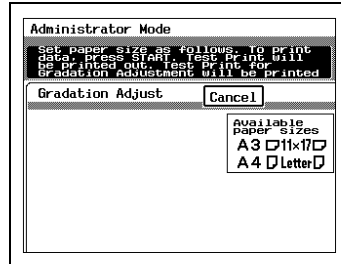 Administrator Mode
Set paper size as follows. To print
data, press START. Test Print will
be printed out. Test Print for
Gradation Adjustment will be printed
Gradation Adjust
Cancel
Available
paper sizes
A3 11×17
A4 Letter